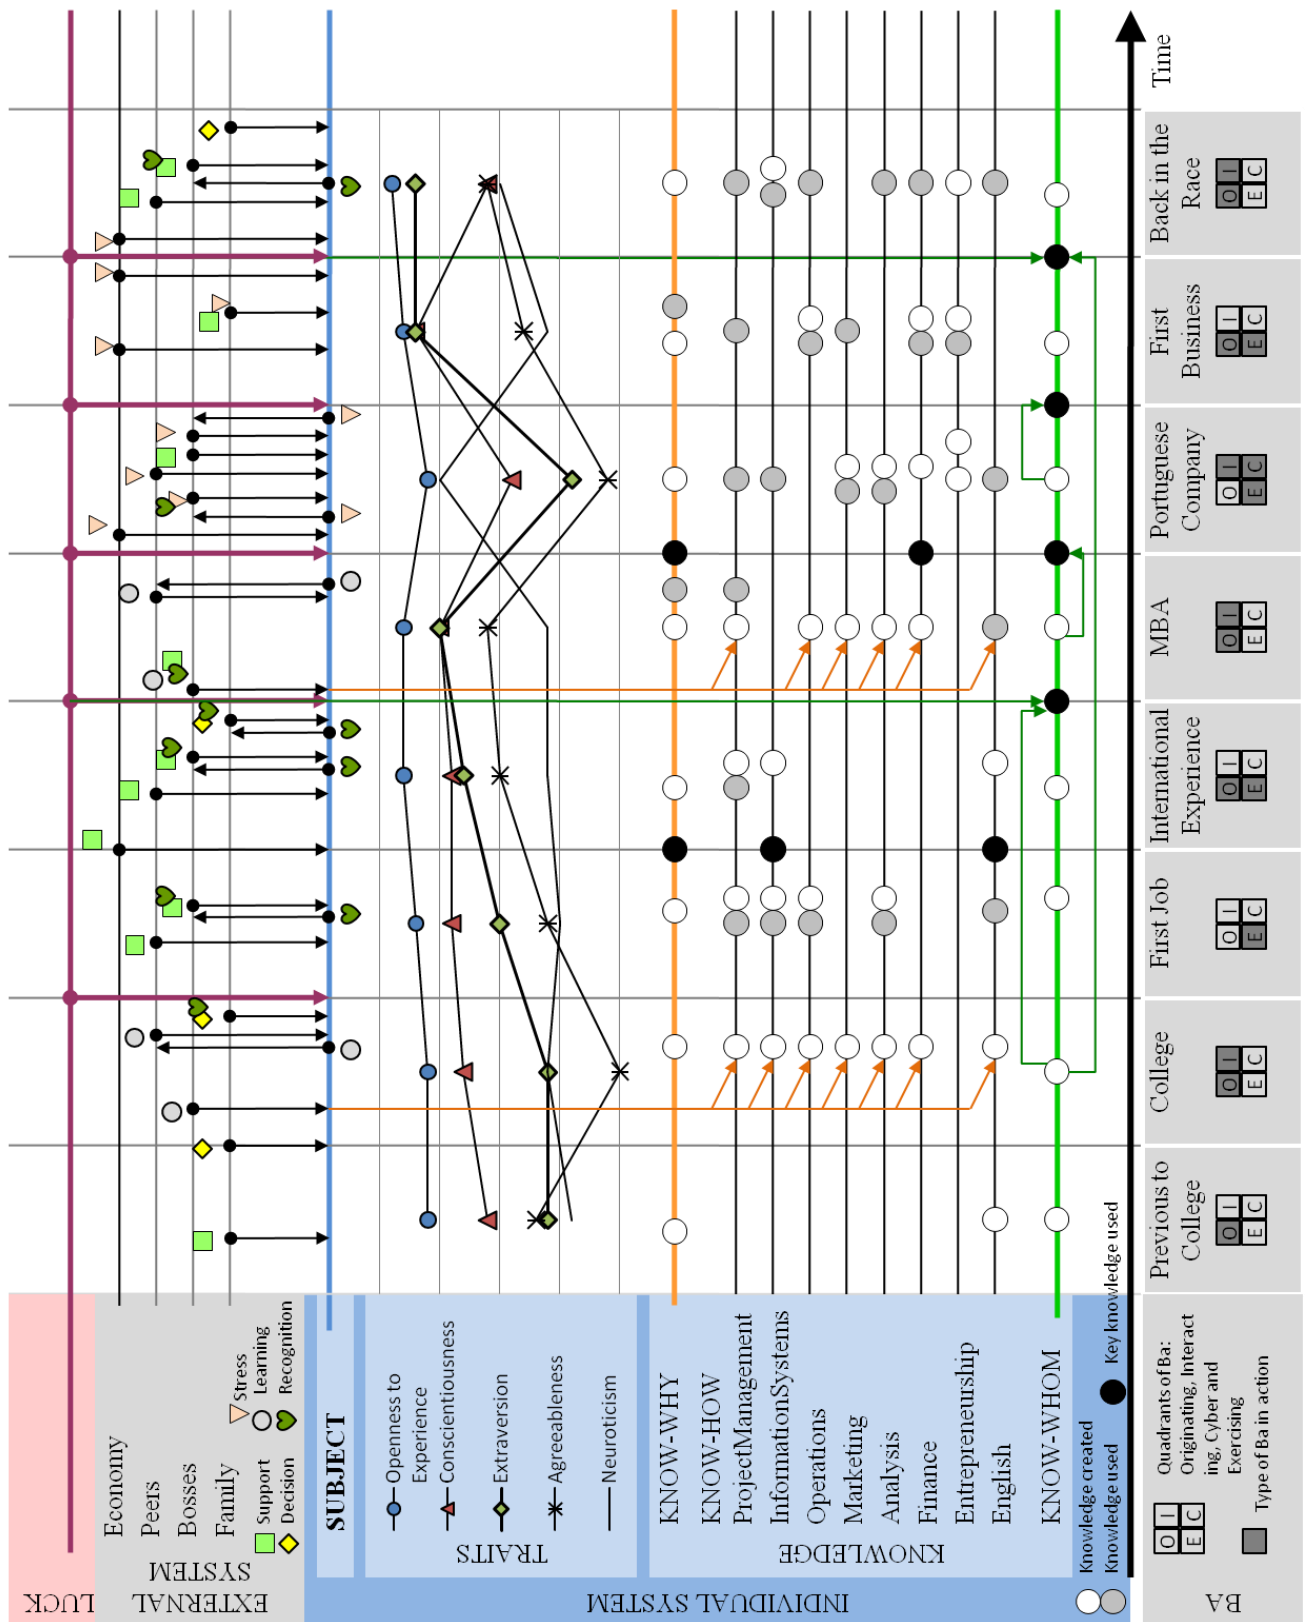 LUCK
EXTERNAL
SYSTEM
Economy
Peers
Bosses
Family
Support
Decision
Stress
Learning
Recognition
INDIVIDUAL SYSTEM
SUBJECT
TRAITS
Openness to
Experience
Conscientiousness
Extraversion
Agreeableness
Neuroticism
KNOWLEDGE
KNOW-WHY
KNOW-HOW
ProjectManagement
InformationSystems
Operations
Marketing
Analysis
Finance
Entrepreneurship
English
KNOW-WHOM
Knowledge created
Knowledge used
Key knowledge used
Time
BA
O I
E C
Quadrants of Ba:
Originating, Interact
ing, Cyber and
Exercising
Type of Ba in action
Previous to
College
O I
E C
College
O I
E C
First Job
O I
E C
International
Experience
O I
E C
MBA
O I
E C
Portuguese
Company
O I
E C
First
Business
O I
E C
Back in the
Race
O I
E C